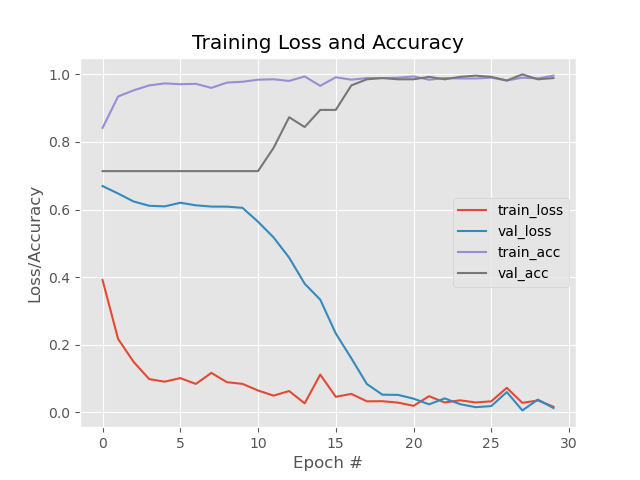 Training Loss and Accuracy
Loss/Accuracy
1.0
0.8
0.6
0.4
0.2
0.0
train_loss
val_loss
train_acc
val_acc
0 5 10 15 20 25 30
Epoch #